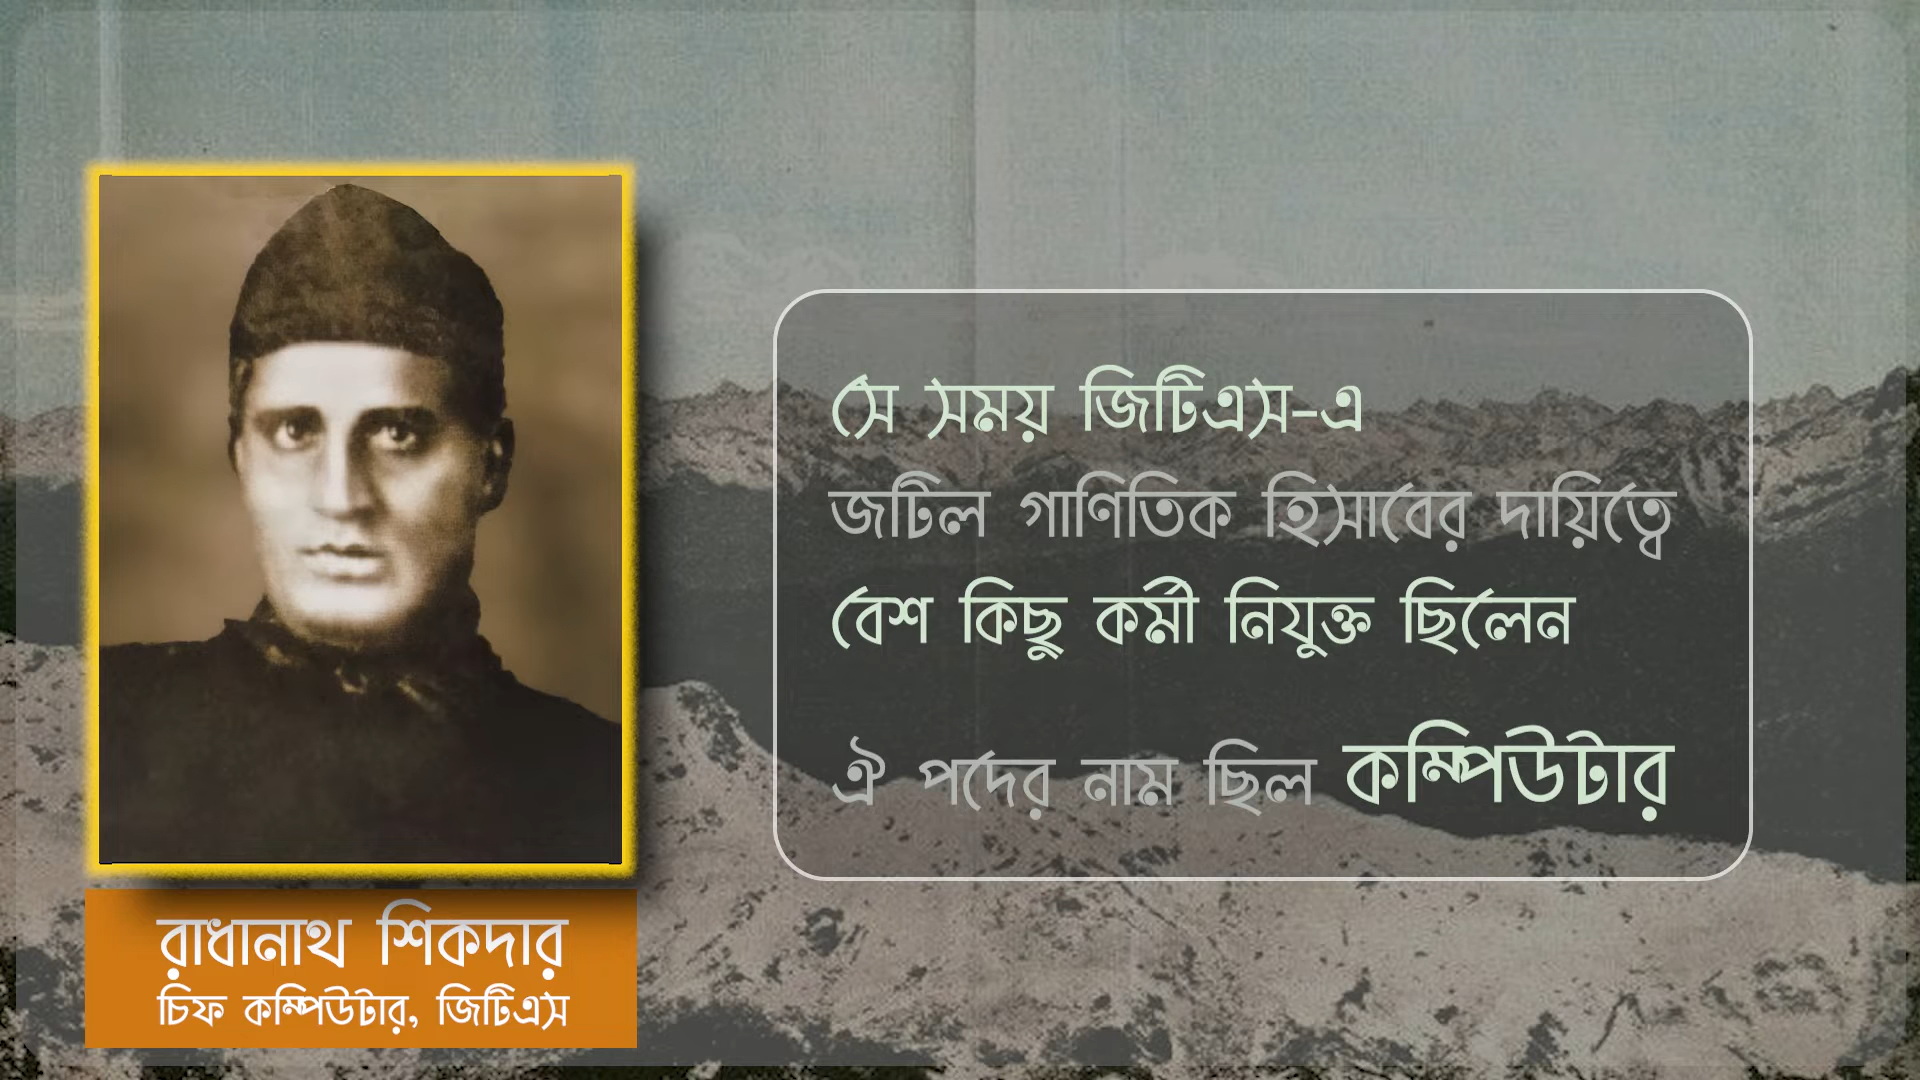 সে সময় জিটিএস-এ
জটিল গাণিতিক হিসাবের দায়িত্বে
বেশ কিছু কর্মী নিযুক্ত ছিলেন
ঐ পদের নাম ছিল কম্পিউটার
রাধানাথ শিকদার
চিফ কম্পিউটার, জিটিএস